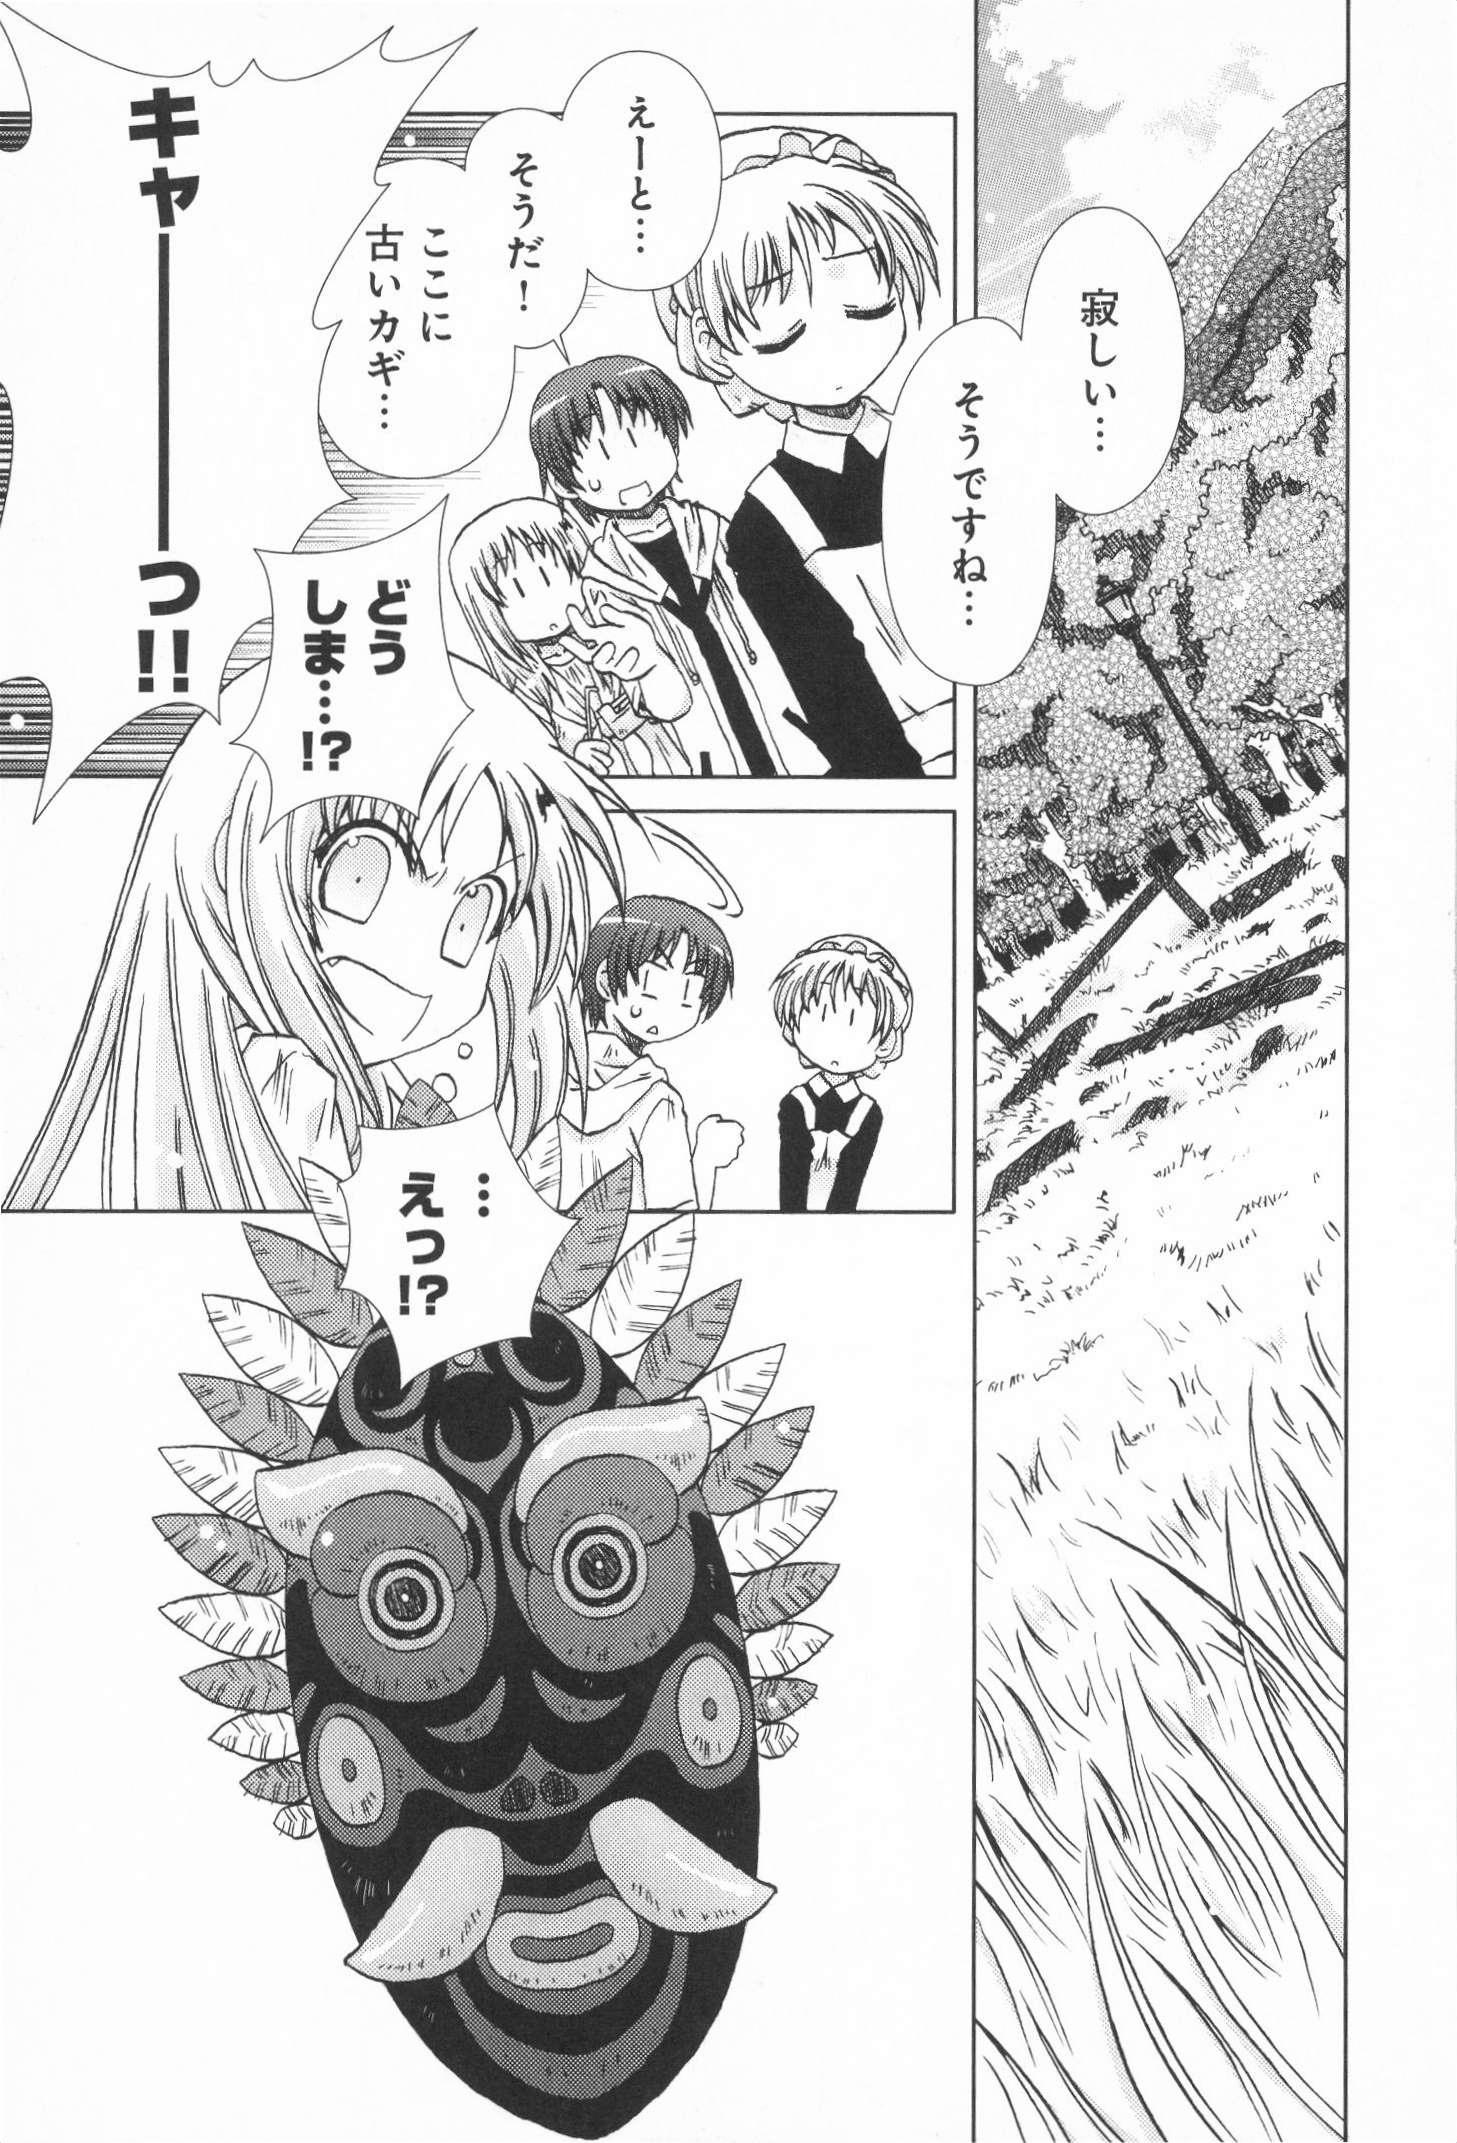 寂しい…
そうですね…
えーと…
そうだ！
ここに
古いカギ…
キャーーっ!!
どう
しま…!?
…
えっ!?